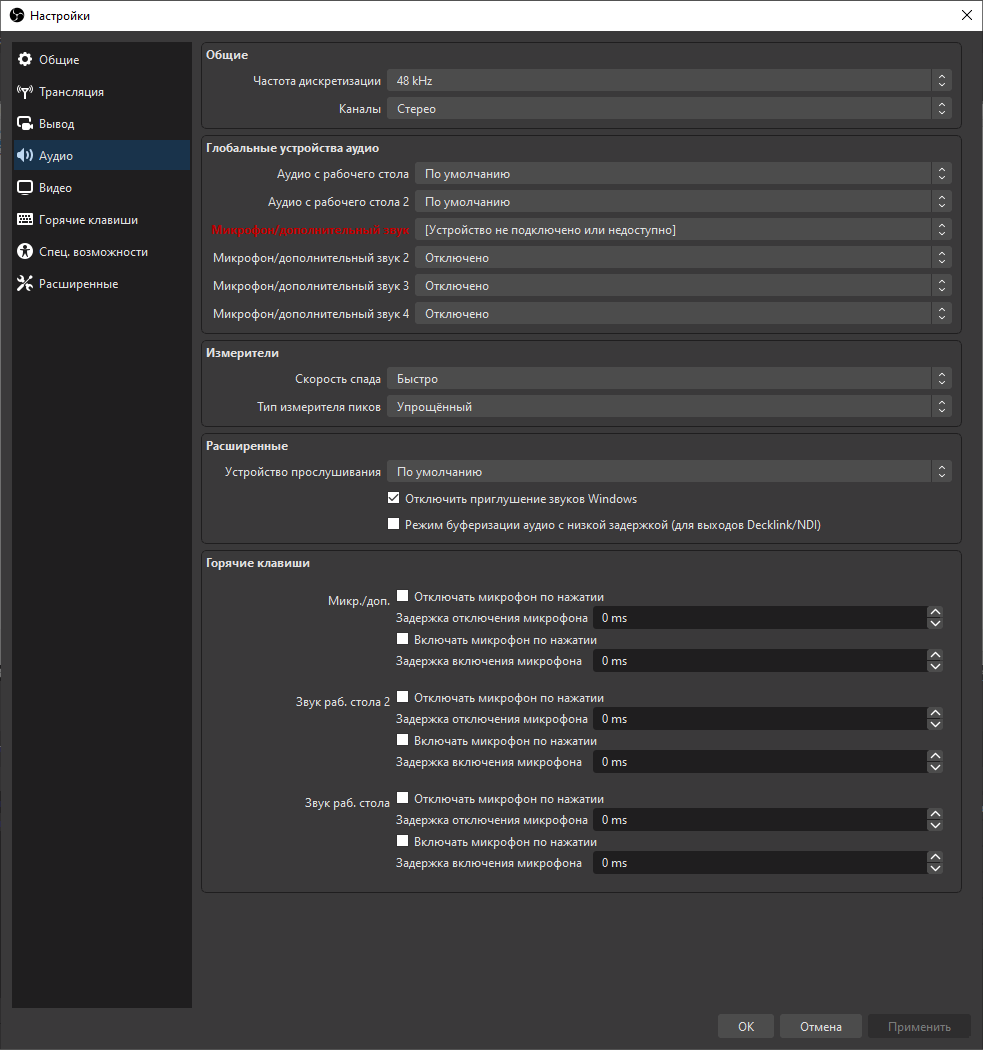 Настройки
Общие
Трансляция
Вывод
Аудио
Видео
Горячие клавиши
Спец. возможности
Расширенные
Общие
Частота дискретизации 48 kHz
Каналы Стерео
Глобальные устройства аудио
Аудио с рабочего стола По умолчанию
Аудио с рабочего стола 2 По умолчанию
Микрофон/дополнительный звук [Устройство не подключено или недоступно]
Микрофон/дополнительный звук 2 Отключено
Микрофон/дополнительный звук 3 Отключено
Микрофон/дополнительный звук 4 Отключено
Измерители
Скорость спада Быстро
Тип измерителя пиков Упрощённый
Расширенные
Устройство прослушивания По умолчанию
Отключить приглушение звуков Windows
Режим буферизации аудио с низкой задержкой (для выходов Decklink/NDI)
Горячие клавиши
Микр./доп. Отключать микрофон по нажатии
Задержка отключения микрофона 0 ms
Включать микрофон по нажатии
Задержка включения микрофона 0 ms
Звук раб. стола 2 Отключать микрофон по нажатии
Задержка отключения микрофона 0 ms
Включать микрофон по нажатии
Задержка включения микрофона 0 ms
Звук раб. стола Отключать микрофон по нажатии
Задержка отключения микрофона 0 ms
Включать микрофон по нажатии
Задержка включения микрофона 0 ms
ОК Отмена Применить